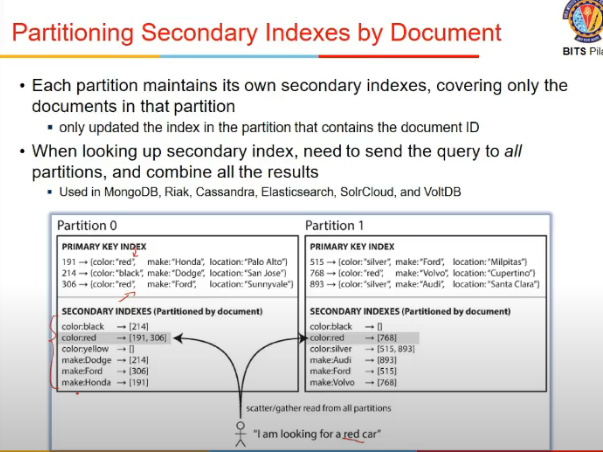 Partitioning Secondary Indexes by Document
BITS Pila
• Each partition maintains its own secondary indexes, covering only the
documents in that partition
▪ only updated the index in the partition that contains the document ID
• When looking up secondary index, need to send the query to all
partitions, and combine all the results
▪ Used in MongoDB, Riak, Cassandra, Elasticsearch, SolrCloud, and VoltDB
Partition 0
PRIMARY KEY INDEX
191 → {color:"red", make:"Honda", location:"Palo Alto"}
214 → {color:"black", make:"Dodge", location:"San Jose"}
306 → {color:"red", make:"Ford", location:"Sunnyvale"}
SECONDARY INDEXES (Partitioned by document)
color:black → [214]
color:red → [191, 306]
color:yellow → []
make:Dodge → [214]
make:Ford → [306]
make:Honda → [191]
Partition 1
PRIMARY KEY INDEX
515 → {color:"silver", make:"Ford", location:"Milpitas"}
768 → {color:"red", make:"Volvo", location:"Cupertino"}
893 → {color:"silver", make:"Audi", location:"Santa Clara"}
SECONDARY INDEXES (Partitioned by document)
color:black → []
color:red → [768]
color:silver → [515, 893]
make:Audi → [893]
make:Ford → [515]
make:Volvo → [768]
scatter/gather read from all partitions
"I am looking for a red car"